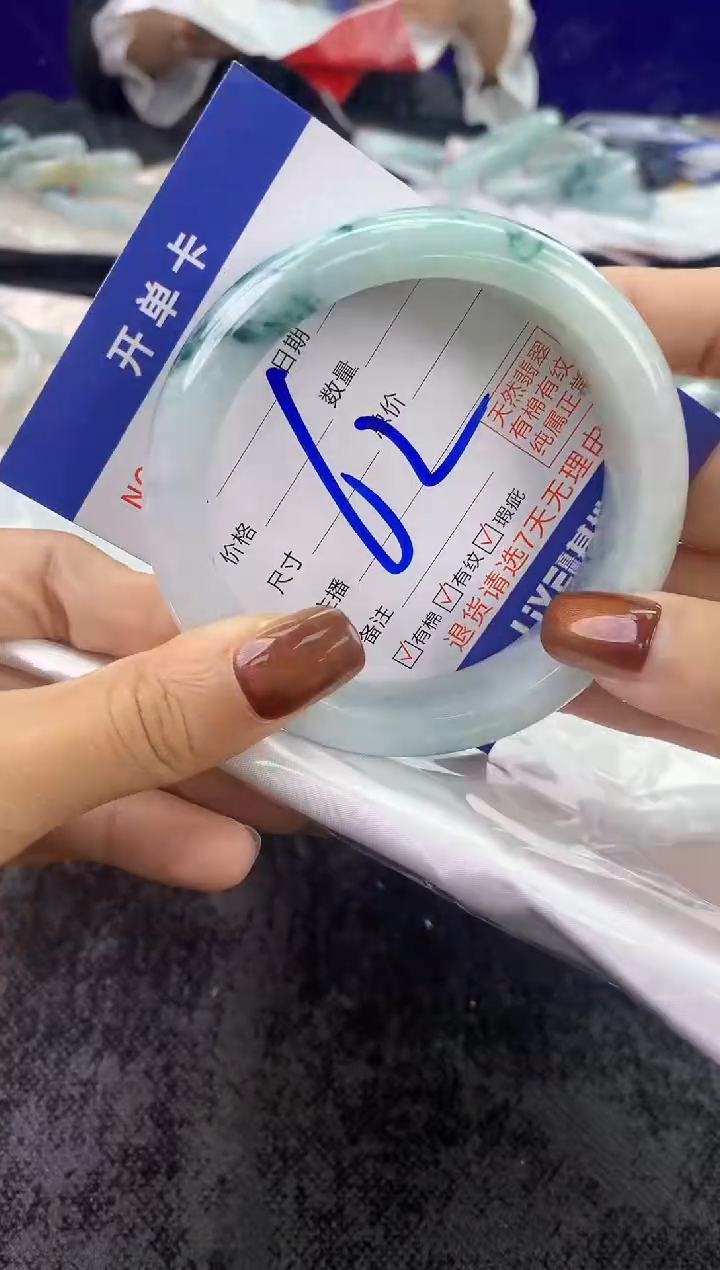 开单卡
NO
日期
数量
价格
尺寸
主播
备注
62
天然翡翠
有棉有纹
纯属正常
☑有棉☑有纹☑瑕疵
退货请选7天无理由
LIVE